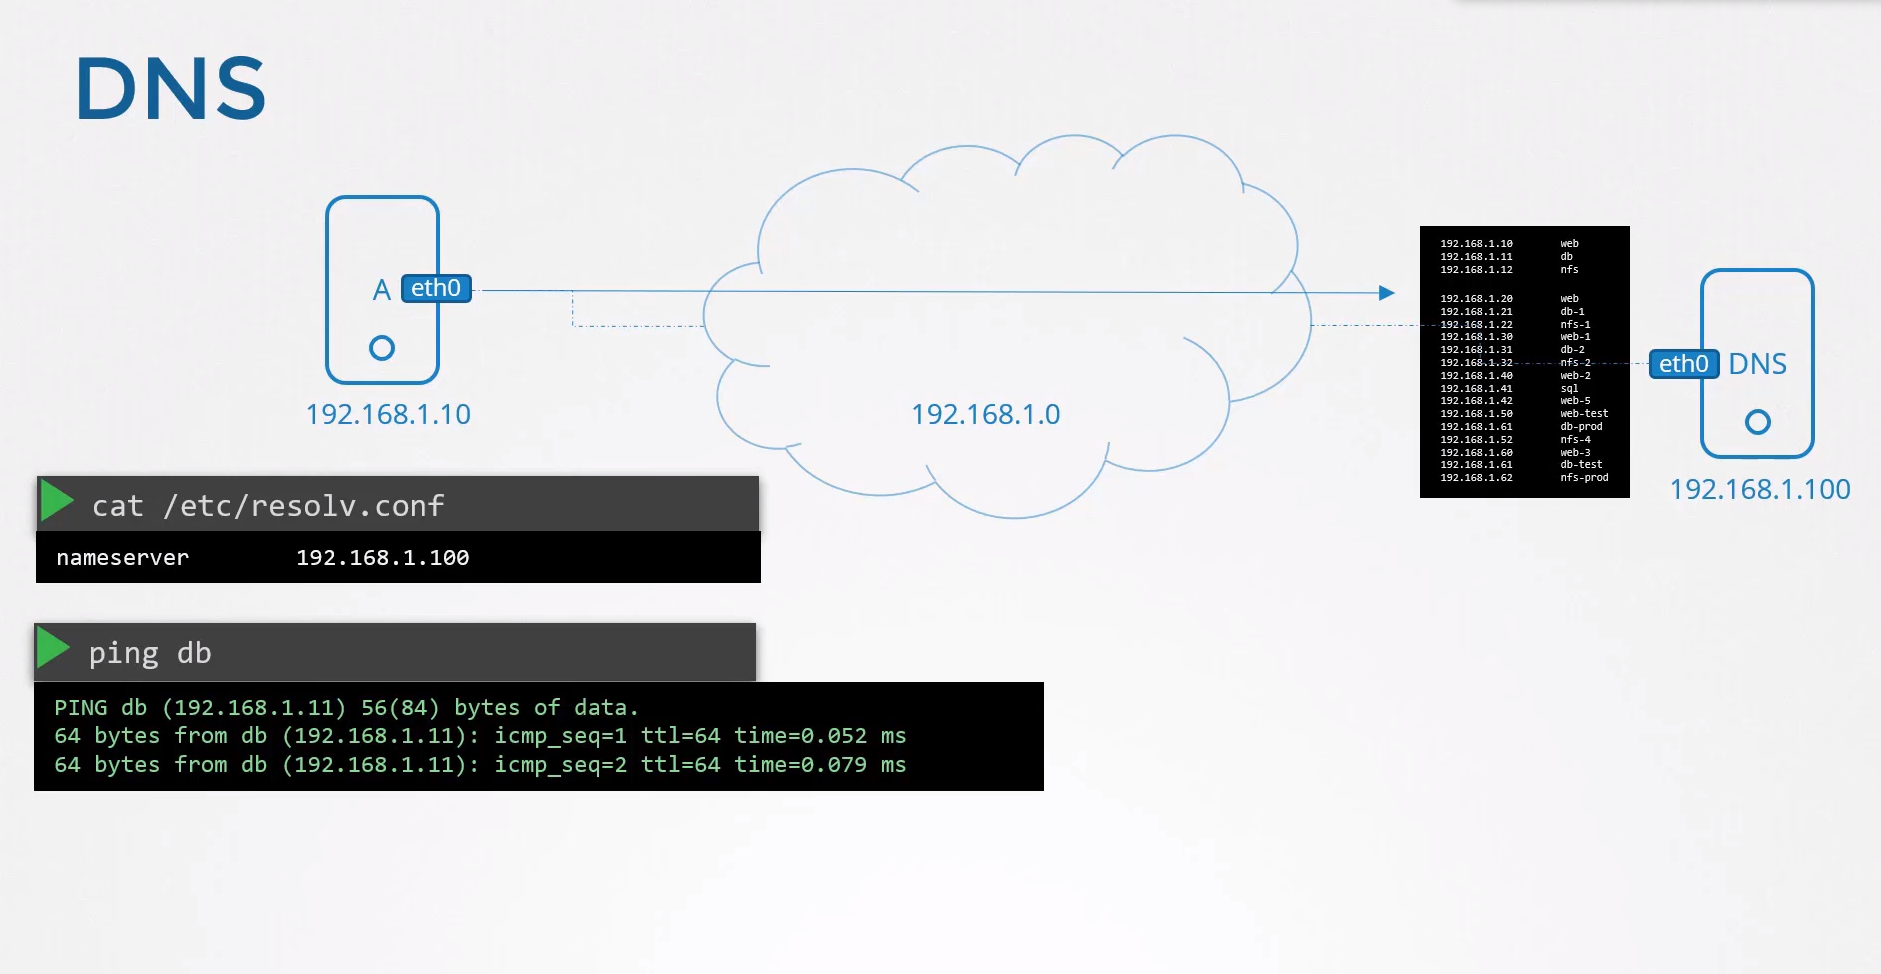 DNS
A eth0
192.168.1.10
192.168.1.0
192.168.1.10 web
192.168.1.11 db
192.168.1.12 nfs
192.168.1.20 web
192.168.1.21 db-1
192.168.1.22 nfs-1
192.168.1.30 web-1
192.168.1.31 db-2
192.168.1.32 nfs-2
192.168.1.40 web-2
192.168.1.41 sql
192.168.1.42 web-5
192.168.1.50 web-test
192.168.1.61 db-prod
192.168.1.52 nfs-4
192.168.1.60 web-3
192.168.1.61 db-test
192.168.1.62 nfs-prod
eth0 DNS
192.168.1.100
cat /etc/resolv.conf
nameserver 192.168.1.100
ping db
PING db (192.168.1.11) 56(84) bytes of data.
64 bytes from db (192.168.1.11): icmp_seq=1 ttl=64 time=0.052 ms
64 bytes from db (192.168.1.11): icmp_seq=2 ttl=64 time=0.079 ms